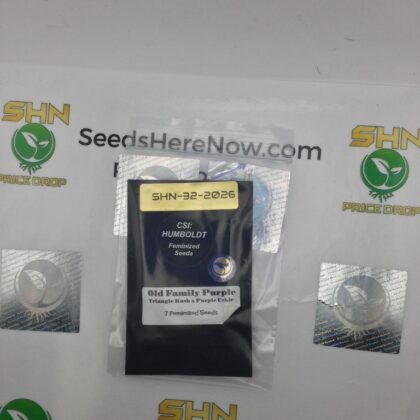 SHN
PRICE DROP
SHN
PRICE DROP
SeedsHereNow.com
SHN-32-2026
CSI:
HUMBOLDT
Feminized
Seeds
Old Family Purple
Triangle Kush x Purple Urkle
7 Feminized Seeds
SHN
SHN